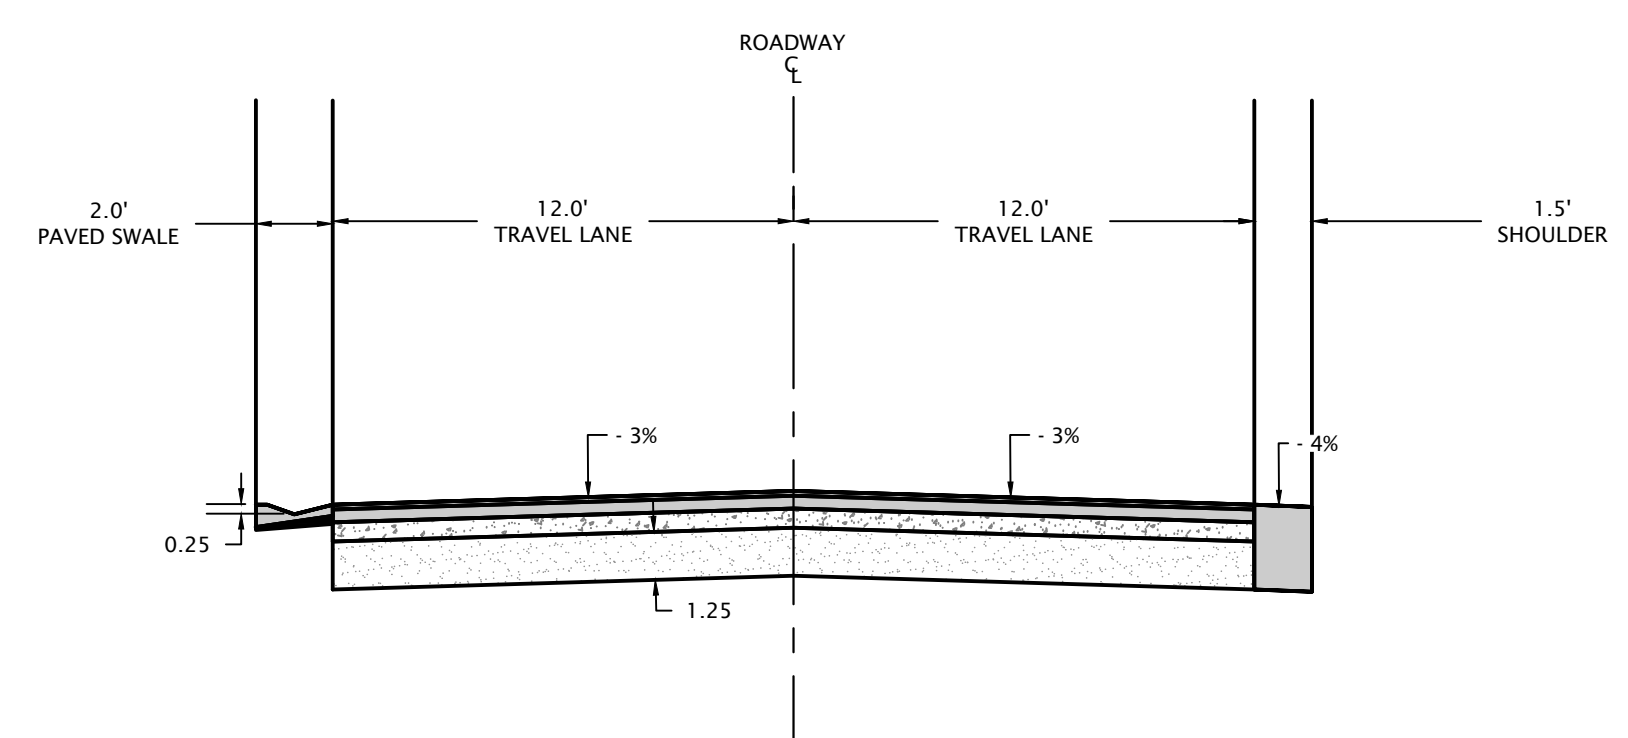 ROADWAY
CL
2.0'
PAVED SWALE
12.0'
TRAVEL LANE
12.0'
TRAVEL LANE
1.5'
SHOULDER
- 3%
- 3%
- 4%
0.25
1.25